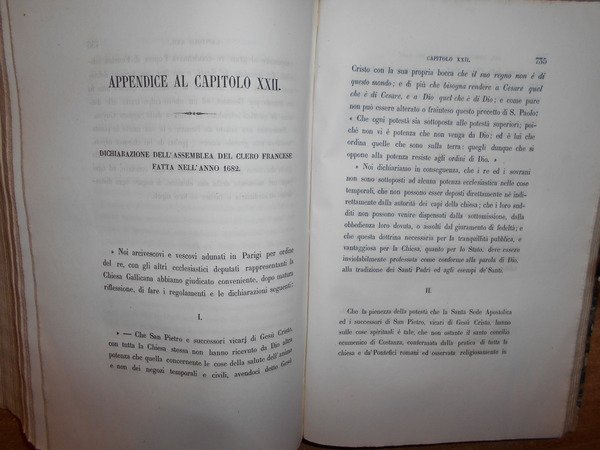 APPENDICE AL CAPITOLO XXII.
DICHIARAZIONE DELL'ASSEMBLEA DEL CLERO FRANCESE
FATTA NELL'ANNO 1682.
« Noi arcivescovi e vescovi adunati in Parigi per ordine
del re, con gli altri ecclesiastici deputati rappresentanti la
Chiesa Gallicana abbiamo giudicato conveniente, dopo matura
riflessione, di fare i regolamenti e le dichiarazioni seguenti:
I.
« — Che San Pietro e successori vicarj di Gesù Cristo,
con tutta la Chiesa stessa non hanno ricevuto da Dio altra
potenza che quella concernente le cose della salute dell'anime
e non dei negozi temporali e civili, avendoci detto Gesù
CAPITOLO XXII. 755
Cristo con la sua propria bocca che il suo regno non è di
questo mondo; e di più che bisogna rendere a Cesare quel
che è di Cesare, e a Dio quel che è di Dio; e come pure
non può essere alterato o frainteso questo precetto di S. Paolo:
« Che ogni potestà sia sottoposta alle potestà superiori; poi-
chè non vi è potenza che non venga da Dio: ed è lui che
ordina quelle che sono sulla terra: quegli dunque che si
oppone alla potenza resiste agli ordini di Dio. »
« Noi dichiariamo in conseguenza, che i re ed i sovrani
non sono sottoposti ad alcuna potenza ecclesiastica nelle cose
temporali, che non possono esser deposti direttamente nè indi-
rettamente dalla autorità dei capi della chiesa; che i loro sud-
diti non possono venire dispensati dalla sottomissione, dalla
obbedienza loro dovuta, o assolti dal giuramento di fedeltà; e
che questa dottrina necessaria per la tranquillità pubblica, e
vantaggiosa per la Chiesa, quanto per lo Stato, deve essere
inviolabilmente professata come conforme alla parola di Dio,
alla tradizione dei Santi Padri ed agli esempi de'Santi.
II.
Che la pienezza della potestà che la Santa Sede Apostolica
ed i successori di San Pietro, vicari di Gesù Cristo, hanno
sulle cose spirituali è tale, che non ostante il santo concilio
ecumenico di Costanza, confermata dalla pratica di tutta la
chiesa e da'Pontefici romani ed osservata religiosamente in